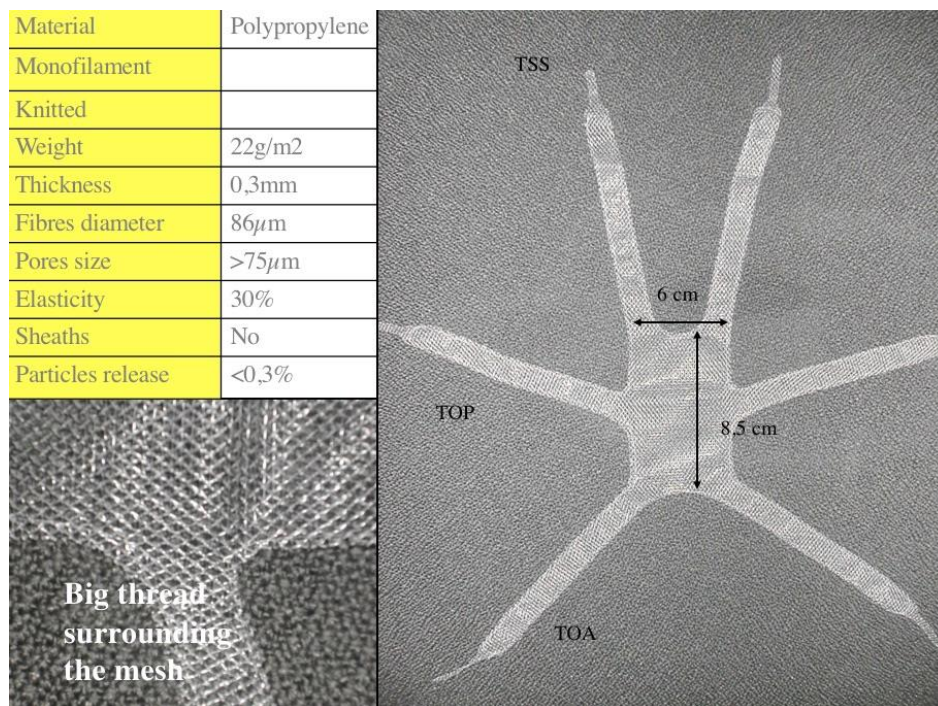 Material Polypropylene
Monofilament
Knitted
Weight 22g/m2
Thickness 0,3mm
Fibres diameter 86µm
Pores size >75µm
Elasticity 30%
Sheaths No
Particles release <0,3%
Big thread
surrounding
the mesh
TSS
6 cm
TOP
8.5 cm
TOA